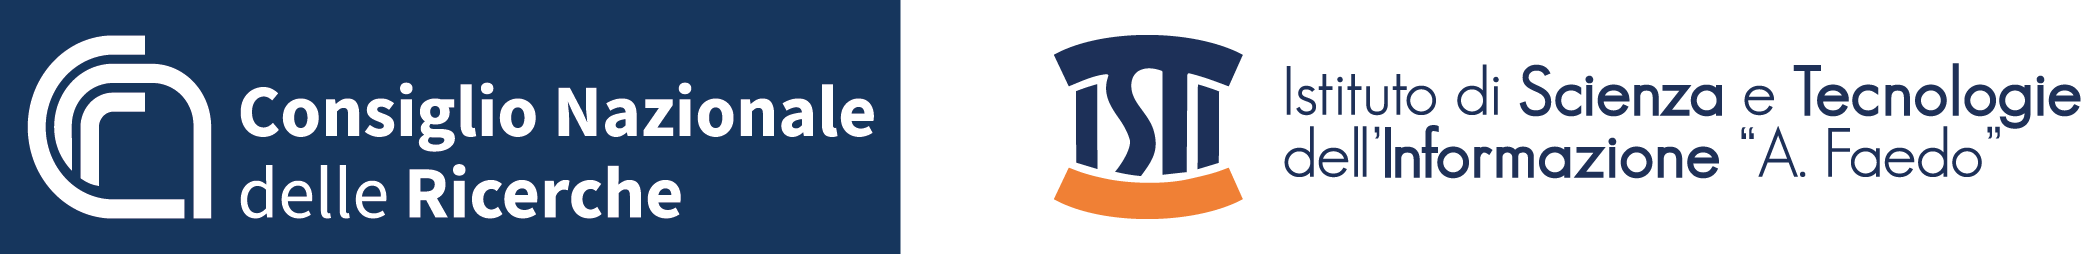 Consiglio Nazionale
delle Ricerche
ISTI
Istituto di Scienza e Tecnologie
dell'Informazione “A. Faedo”